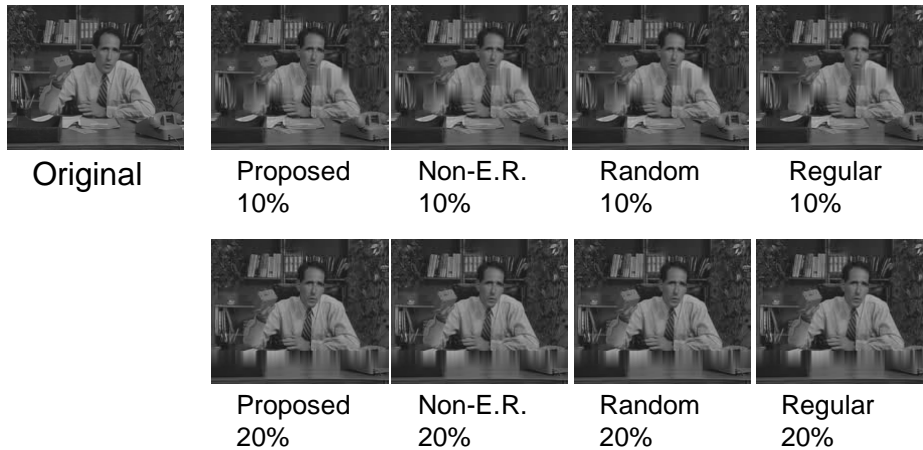 Original
Proposed Non-E.R. Random Regular
10% 10% 10% 10%
Proposed Non-E.R. Random Regular
20% 20% 20% 20%